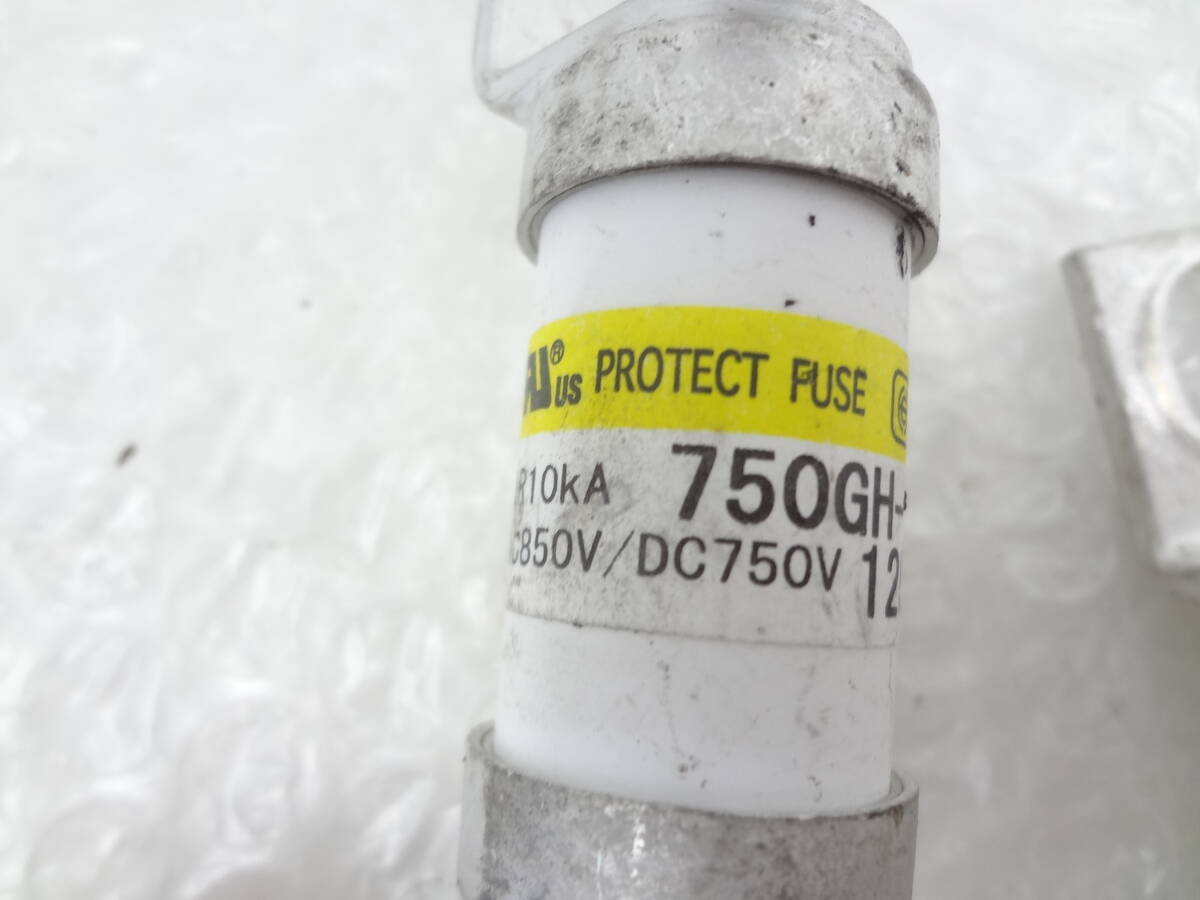 US PROTECT FUSE
R10kA 750GH-
C850V/DC750V 12